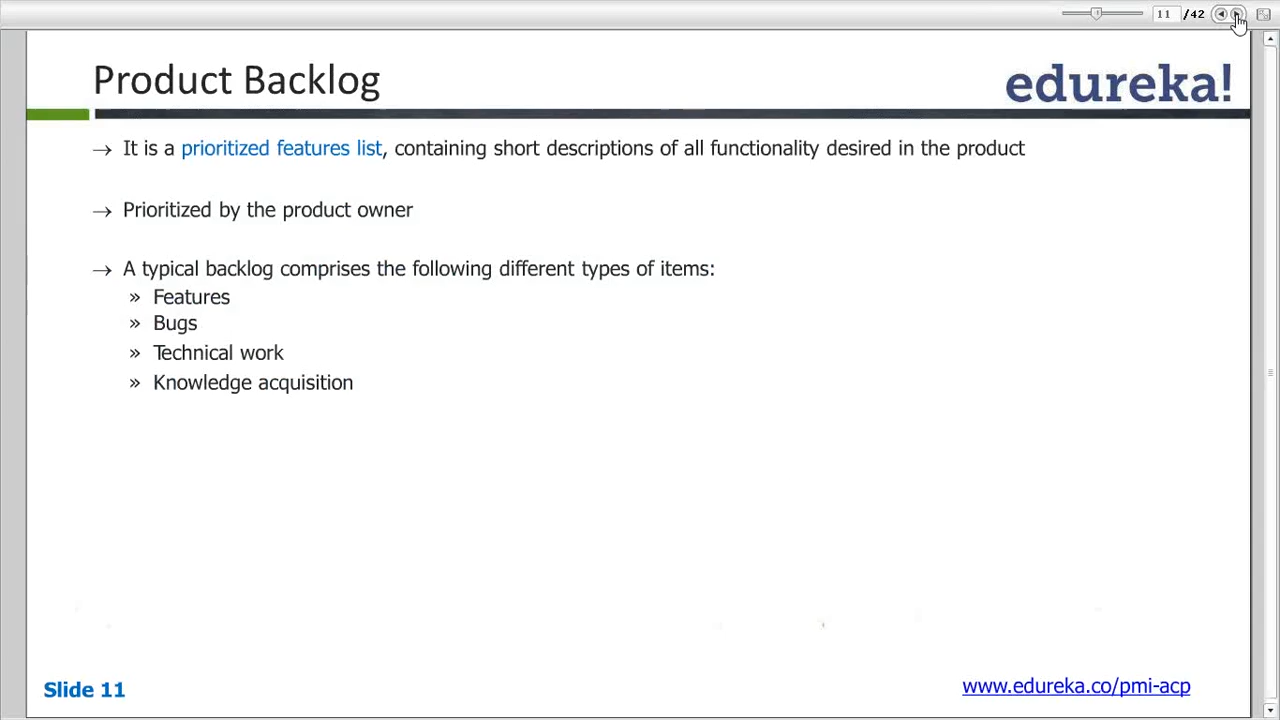 11 /42
Product Backlog
edureka!
→ It is a prioritized features list, containing short descriptions of all functionality desired in the product
→ Prioritized by the product owner
→ A typical backlog comprises the following different types of items:
» Features
» Bugs
» Technical work
» Knowledge acquisition
Slide 11
www.edureka.co/pmi-acp